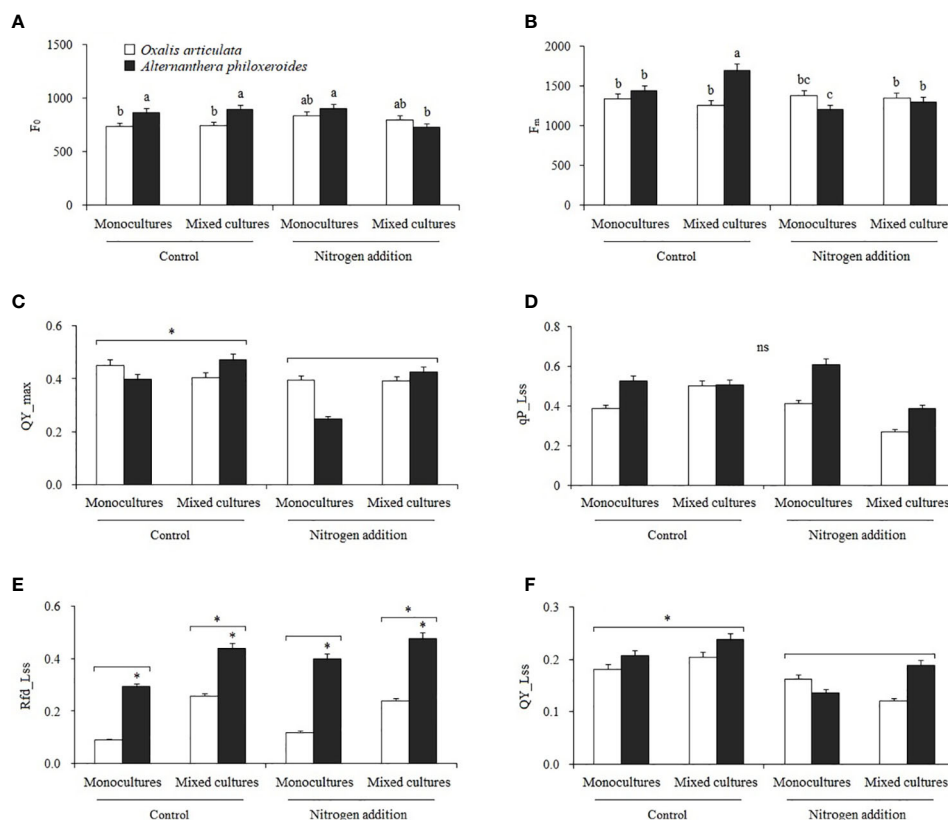 A
F0
1500
1000
500
0
Oxalis articulata
Alternanthera philoxeroides
b a b a ab a ab b
Monocultures Mixed cultures Monocultures Mixed cultures
Control Nitrogen addition
B
Fm
2000
1500
1000
500
0
b b b a bc c b b
Monocultures Mixed cultures Monocultures Mixed cultures
Control Nitrogen addition
C
QY_max
0.6
0.4
0.2
0.0
*
Monocultures Mixed cultures Monocultures Mixed cultures
Control Nitrogen addition
D
qP_Lss
0.8
0.6
0.4
0.2
0
ns
Monocultures Mixed cultures Monocultures Mixed cultures
Control Nitrogen addition
E
Rfd_Lss
0.6
0.4
0.2
0.0
* *
* * * *
Monocultures Mixed cultures Monocultures Mixed cultures
Control Nitrogen addition
F
QY_Lss
0.3
0.2
0.1
0.0
*
Monocultures Mixed cultures Monocultures Mixed cultures
Control Nitrogen addition